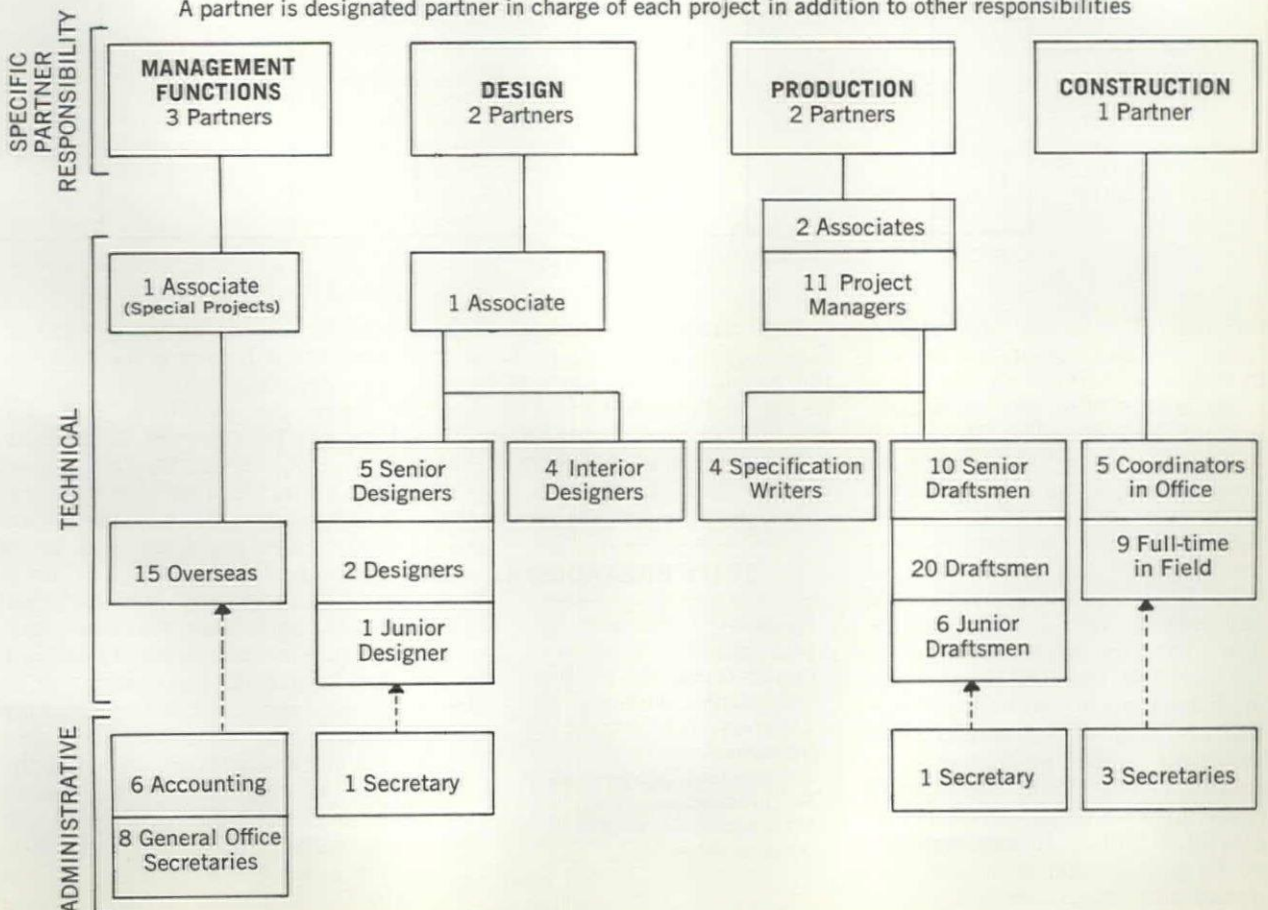 A partner is designated partner in charge of each project in addition to other responsibilities
SPECIFIC
PARTNER
RESPONSIBILITY
MANAGEMENT
FUNCTIONS
3 Partners
DESIGN
2 Partners
PRODUCTION
2 Partners
CONSTRUCTION
1 Partner
TECHNICAL
1 Associate
(Special Projects)
1 Associate
2 Associates
11 Project
Managers
15 Overseas
5 Senior
Designers
2 Designers
1 Junior
Designer
4 Interior
Designers
4 Specification
Writers
10 Senior
Draftsmen
20 Draftsmen
6 Junior
Draftsmen
5 Coordinators
in Office
9 Full-time
in Field
ADMINISTRATIVE
6 Accounting
8 General Office
Secretaries
1 Secretary
1 Secretary
3 Secretaries